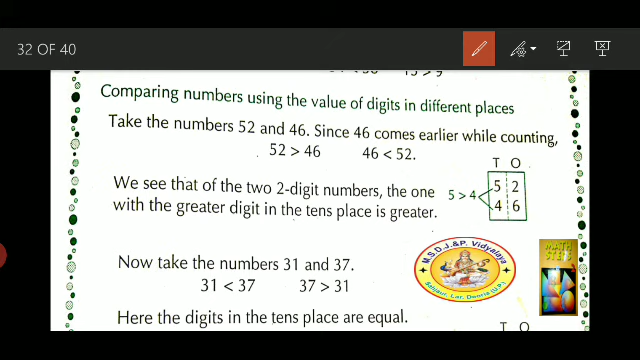 32 OF 40
15 > 9
Comparing numbers using the value of digits in different places
Take the numbers 52 and 46. Since 46 comes earlier while counting,
52 > 46 46 < 52.
T O
We see that of the two 2-digit numbers, the one
with the greater digit in the tens place is greater.
5 > 4
5 2
4 6
M.S.D.J.&P. Vidyalaya
MATH STEPS
Now take the numbers 31 and 37.
31 < 37 37 > 31
Here the digits in the tens place are equal.
T O